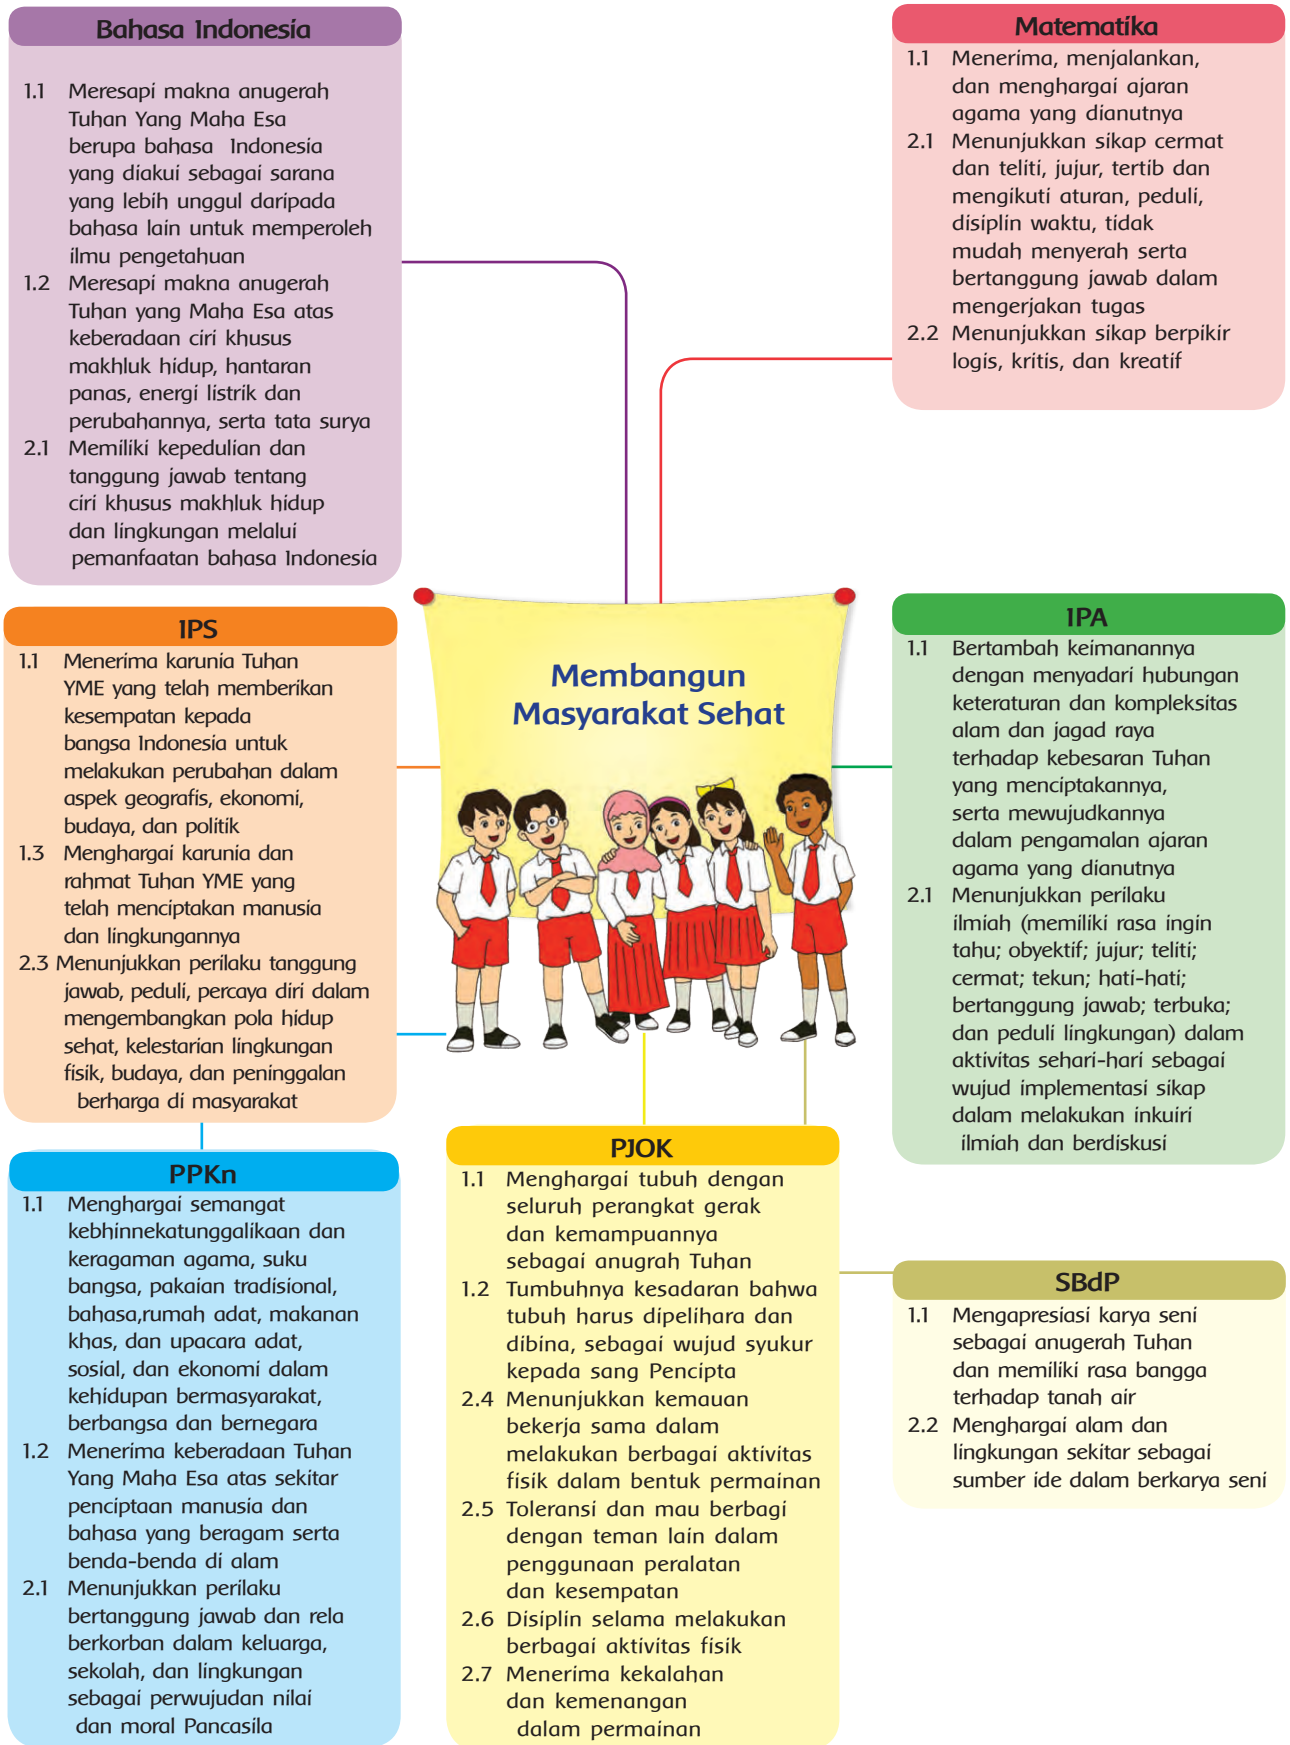 Bahasa Indonesia
1.1 Meresapi makna anugerah
Tuhan Yang Maha Esa
berupa bahasa Indonesia
yang diakui sebagai sarana
yang lebih unggul daripada
bahasa lain untuk memperoleh
ilmu pengetahuan
1.2 Meresapi makna anugerah
Tuhan yang Maha Esa atas
keberadaan ciri khusus
makhluk hidup, hantaran
panas, energi listrik dan
perubahannya, serta tata surya
2.1 Memiliki kepedulian dan
tanggung jawab tentang
ciri khusus makhluk hidup
dan lingkungan melalui
pemanfaatan bahasa Indonesia
Matematika
1.1 Menerima, menjalankan,
dan menghargai ajaran
agama yang dianutnya
2.1 Menunjukkan sikap cermat
dan teliti, jujur, tertib dan
mengikuti aturan, peduli,
disiplin waktu, tidak
mudah menyerah serta
bertanggung jawab dalam
mengerjakan tugas
2.2 Menunjukkan sikap berpikir
logis, kritis, dan kreatif
Membangun
Masyarakat Sehat
IPS
1.1 Menerima karunia Tuhan
YME yang telah memberikan
kesempatan kepada
bangsa Indonesia untuk
melakukan perubahan dalam
aspek geografis, ekonomi,
budaya, dan politik
1.3 Menghargai karunia dan
rahmat Tuhan YME yang
telah menciptakan manusia
dan lingkungannya
2.3 Menunjukkan perilaku tanggung
jawab, peduli, percaya diri dalam
mengembangkan pola hidup
sehat, kelestarian lingkungan
fisik, budaya, dan peninggalan
berharga di masyarakat
IPA
1.1 Bertambah keimanannya
dengan menyadari hubungan
keteraturan dan kompleksitas
alam dan jagad raya
terhadap kebesaran Tuhan
yang menciptakannya,
serta mewujudkannya
dalam pengamalan ajaran
agama yang dianutnya
2.1 Menunjukkan perilaku
ilmiah (memiliki rasa ingin
tahu; obyektif; jujur; teliti;
cermat; tekun; hati-hati;
bertanggung jawab; terbuka;
dan peduli lingkungan) dalam
aktivitas sehari-hari sebagai
wujud implementasi sikap
dalam melakukan inkuiri
ilmiah dan berdiskusi
PPKn
1.1 Menghargai semangat
kebhinnekatunggalikaan dan
keragaman agama, suku
bangsa, pakaian tradisional,
bahasa,rumah adat, makanan
khas, dan upacara adat,
sosial, dan ekonomi dalam
kehidupan bermasyarakat,
berbangsa dan bernegara
1.2 Menerima keberadaan Tuhan
Yang Maha Esa atas sekitar
penciptaan manusia dan
bahasa yang beragam serta
benda-benda di alam
2.1 Menunjukkan perilaku
bertanggung jawab dan rela
berkorban dalam keluarga,
sekolah, dan lingkungan
sebagai perwujudan nilai
dan moral Pancasila
PJOK
1.1 Menghargai tubuh dengan
seluruh perangkat gerak
dan kemampuannya
sebagai anugrah Tuhan
1.2 Tumbuhnya kesadaran bahwa
tubuh harus dipelihara dan
dibina, sebagai wujud syukur
kepada sang Pencipta
2.4 Menunjukkan kemauan
bekerja sama dalam
melakukan berbagai aktivitas
fisik dalam bentuk permainan
2.5 Toleransi dan mau berbagi
dengan teman lain dalam
penggunaan peralatan
dan kesempatan
2.6 Disiplin selama melakukan
berbagai aktivitas fisik
2.7 Menerima kekalahan
dan kemenangan
dalam permainan
SBdP
1.1 Mengapresiasi karya seni
sebagai anugerah Tuhan
dan memiliki rasa bangga
terhadap tanah air
2.2 Menghargai alam dan
lingkungan sekitar sebagai
sumber ide dalam berkarya seni